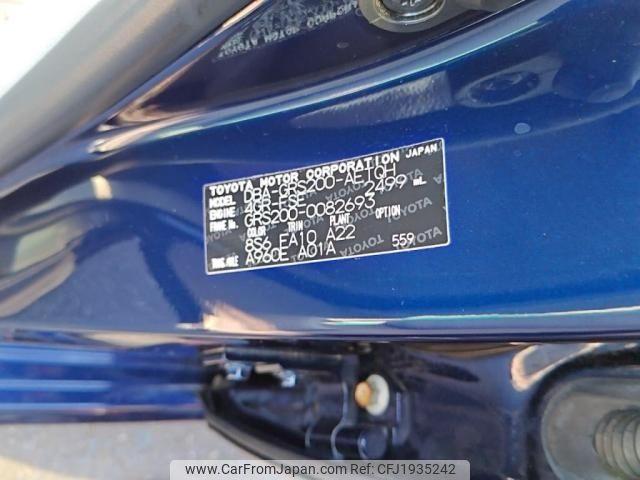 TOYOTA MOTOR CORPORATION JAPAN
MODEL DBA-GRS200-AETQH
ENGINE 4GR-FSE 2499 mL
FRAME No. GRS200-0082693
COLOR TRIM PLANT OPTION
8S6 EA10 A22
TRANS./AXLE A960E A01A 559
www.CarFromJapan.com - ID: CFJ1935242